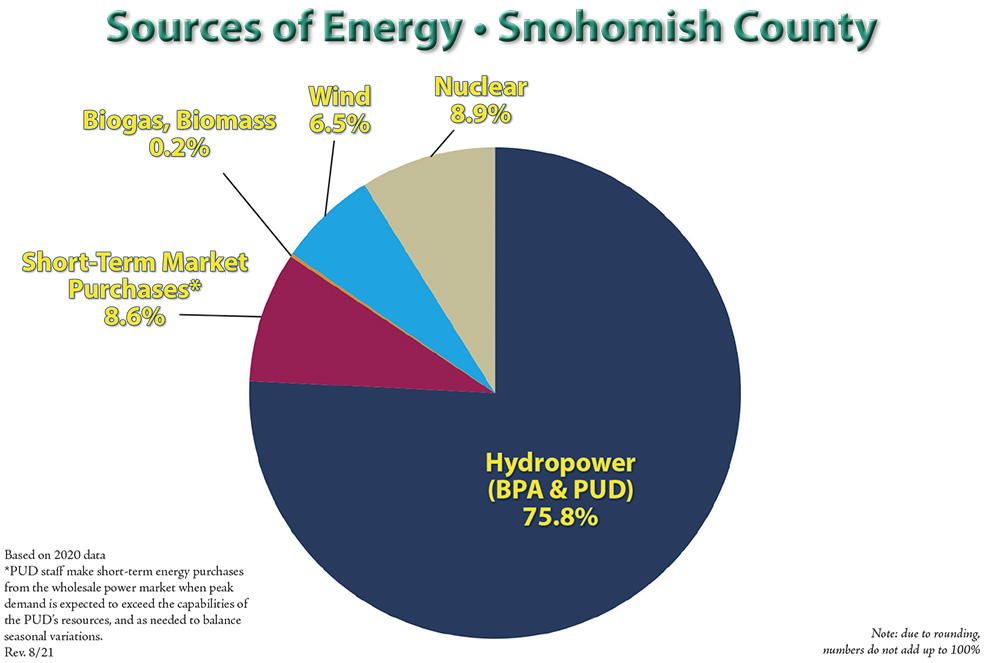 Sources of Energy • Snohomish County
Nuclear
8.9%
Wind
6.5%
Biogas, Biomass
0.2%
Short-Term Market
Purchases*
8.6%
Hydropower
(BPA & PUD)
75.8%
Based on 2020 data
*PUD staff make short-term energy purchases
from the wholesale power market when peak
demand is expected to exceed the capabilities of
the PUD's resources, and as needed to balance
seasonal variations.
Rev. 8/21
Note: due to rounding,
numbers do not add up to 100%